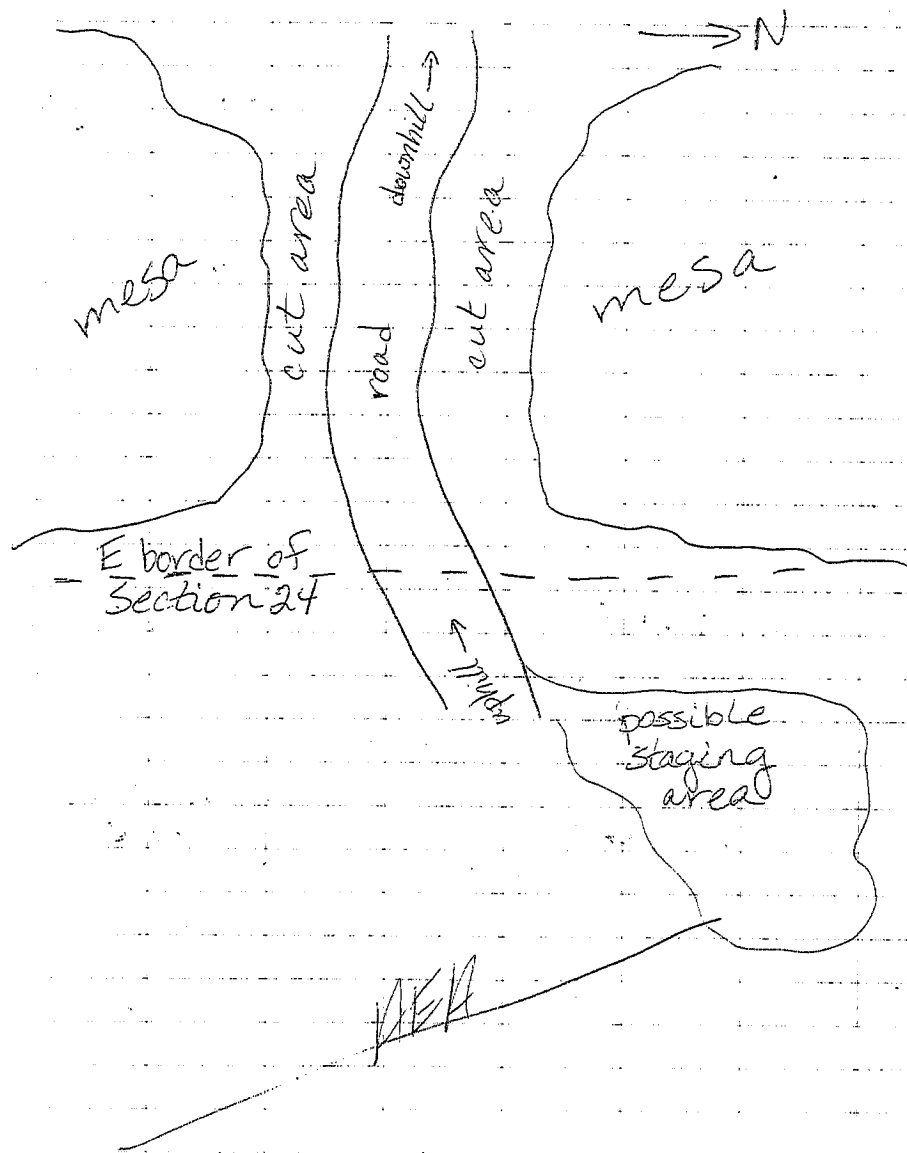 N
downhill →
mesa
cut area
road
cut area
mesa
E border of
Section 24
uphill →
possible
staging
area